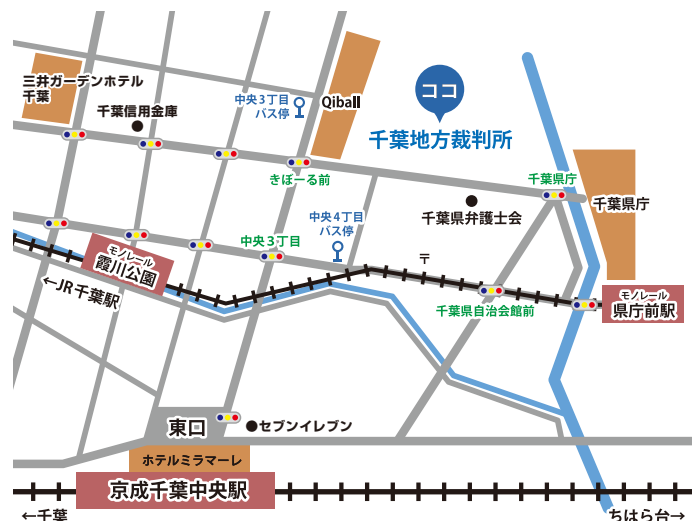 三井ガーデンホテル
千葉
千葉信用金庫
中央3丁目
バス停
Qiball
ココ
千葉地方裁判所
きぼーる前
千葉県庁
千葉県庁
千葉県弁護士会
中央4丁目
バス停
中央3丁目
モノレール
霞川公園
←JR千葉駅
〒
千葉県自治会館前
モノレール
県庁前駅
東口
セブンイレブン
ホテルミラマーレ
京成千葉中央駅
←千葉
ちはら台→